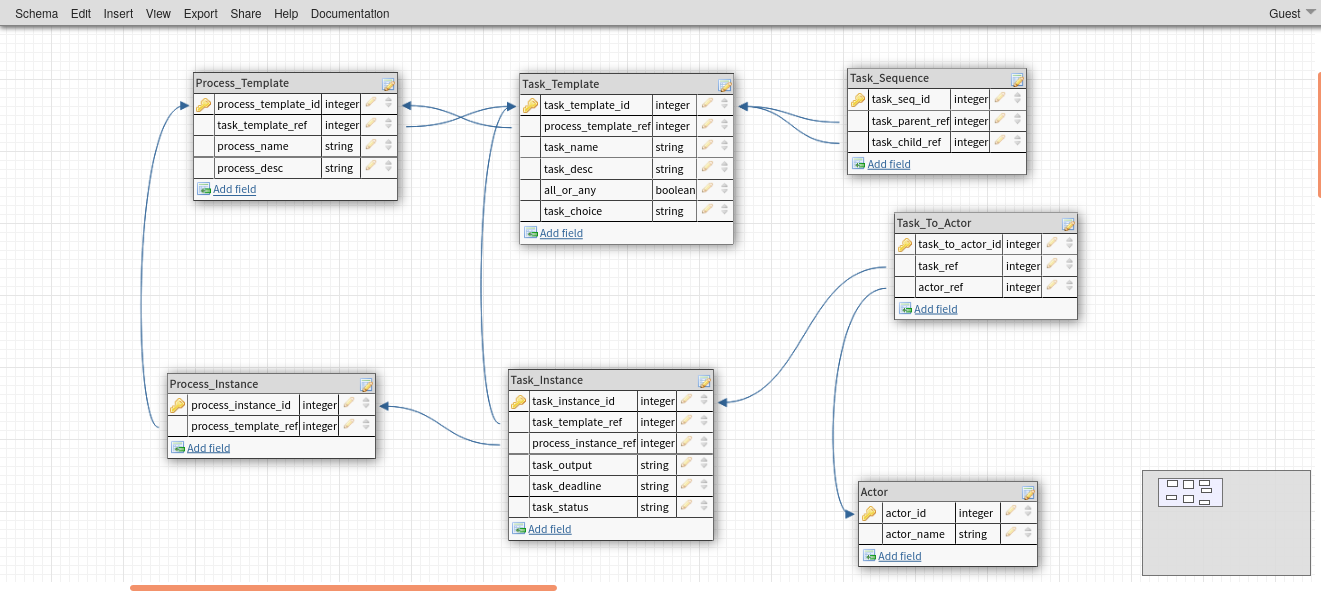 Schema Edit Insert View Export Share Help Documentation Guest
Process_Template
process_template_id integer
task_template_ref integer
process_name string
process_desc string
Add field
Task_Template
task_template_id integer
process_template_ref integer
task_name string
task_desc string
all_or_any boolean
task_choice string
Add field
Task_Sequence
task_seq_id integer
task_parent_ref integer
task_child_ref integer
Add field
Task_To_Actor
task_to_actor_id integer
task_ref integer
actor_ref integer
Add field
Process_Instance
process_instance_id integer
process_template_ref integer
Add field
Task_Instance
task_instance_id integer
task_template_ref integer
process_instance_ref integer
task_output string
task_deadline string
task_status string
Add field
Actor
actor_id integer
actor_name string
Add field